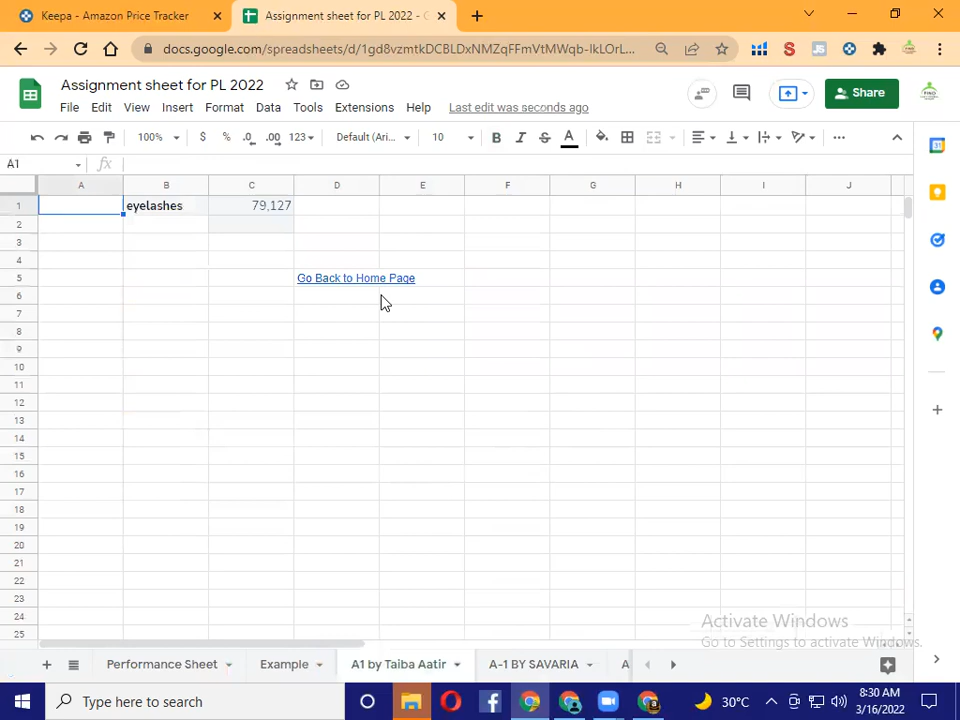 Keepa - Amazon Price Tracker
Assignment sheet for PL 2022 - G
docs.google.com/spreadsheets/d/1gd8vzmtkDCBLDxNMZqFFmVtMWqb-IkLOrL...
Assignment sheet for PL 2022
File Edit View Insert Format Data Tools Extensions Help Last edit was seconds ago
Share
100% $ % .0 .00 123 Default (Ari... 10 B I S A
A1 fx
A B C D E F G H I J
1 eyelashes 79,127
2
3
4
5 Go Back to Home Page
6
7
8
9
10
11
12
13
14
15
16
17
18
19
20
21
22
23
24
25
Activate Windows
Go to Settings to activate Windows.
Performance Sheet Example A1 by Taiba Aatir A-1 BY SAVARIA A
Type here to search
30°C
8:30 AM
3/16/2022